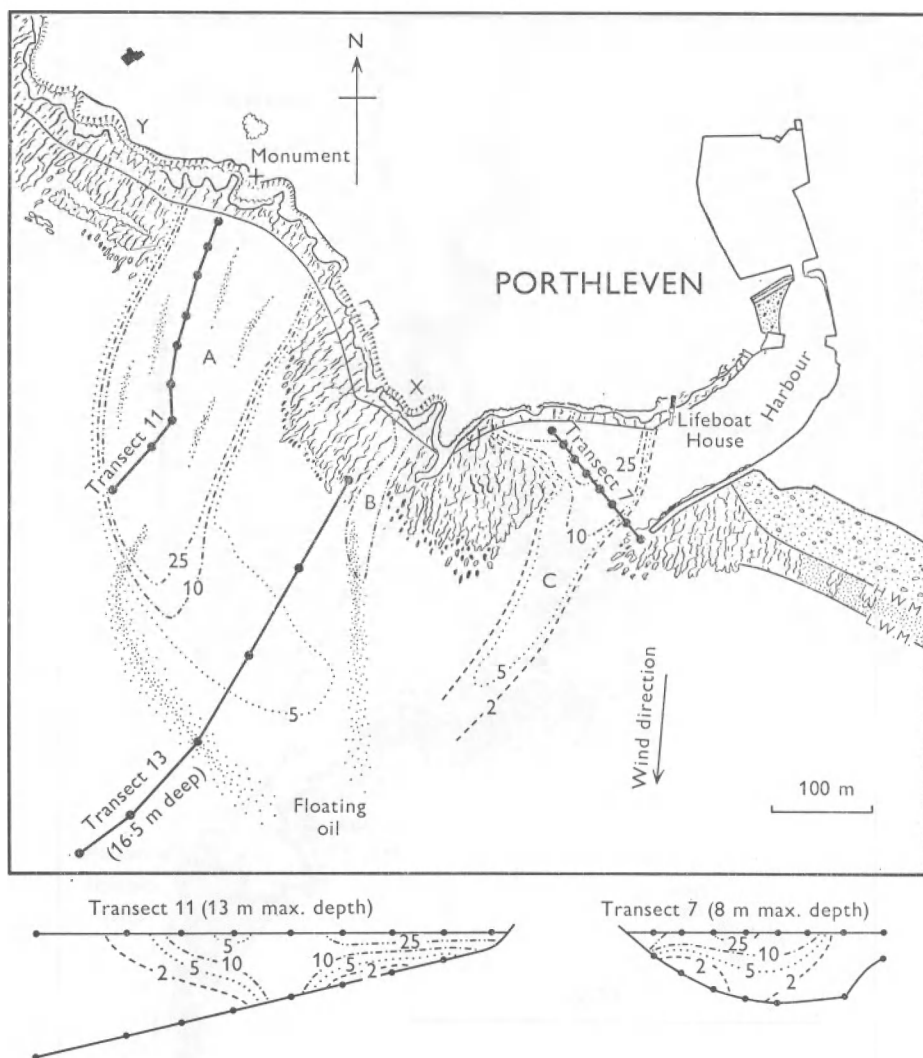 N
Y
H.W.M.
Monument
PORTHLEVEN
A
X
Harbour
Lifeboat
House
Transect 11
Transect 7
25
B
10
C
25
10
H.W.M.
L.W.M.
5
5
2
Wind direction
Transect 13
(16·5 m deep)
Floating
oil
100 m
Transect 11 (13 m max. depth)
Transect 7 (8 m max. depth)
5
25
10
10
5
5
2
2
25
10
5
2
2